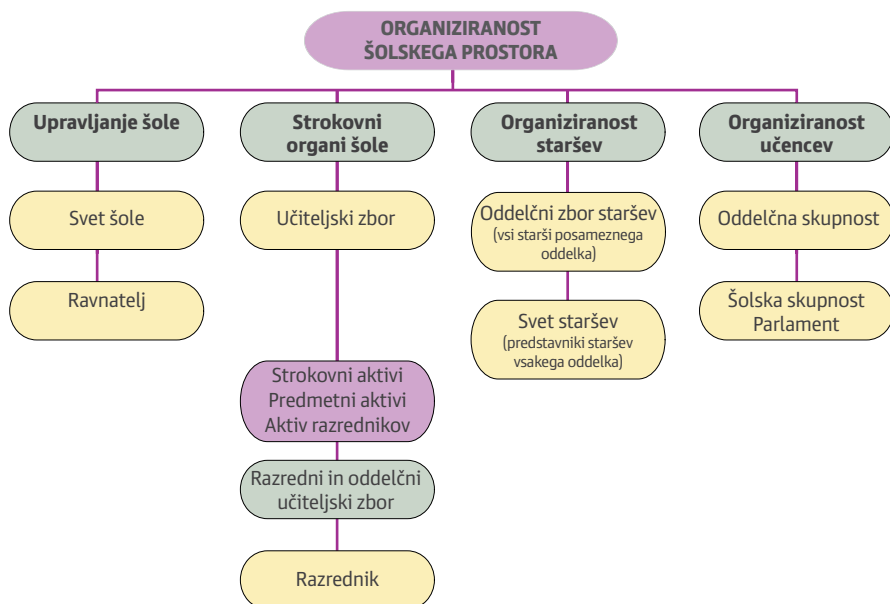 ORGANIZIRANOST
ŠOLSKEGA PROSTORA
Upravljanje šole
Svet šole
Ravnatelj
Strokovni
organi šole
Učiteljski zbor
Strokovni aktivi
Predmetni aktivi
Aktiv razrednikov
Razredni in oddelčni
učiteljski zbor
Razrednik
Organiziranost
staršev
Oddelčni zbor staršev
(vsi starši posameznega
oddelka)
Svet staršev
(predstavniki staršev
vsakega oddelka)
Organiziranost
učencev
Oddelčna skupnost
Šolska skupnost
Parlament